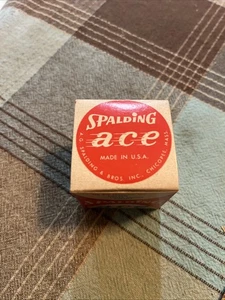 SPALDING
ace
MADE IN U.S.A.
A.G. SPALDING & BROS. INC. CHICOPEE, MASS.